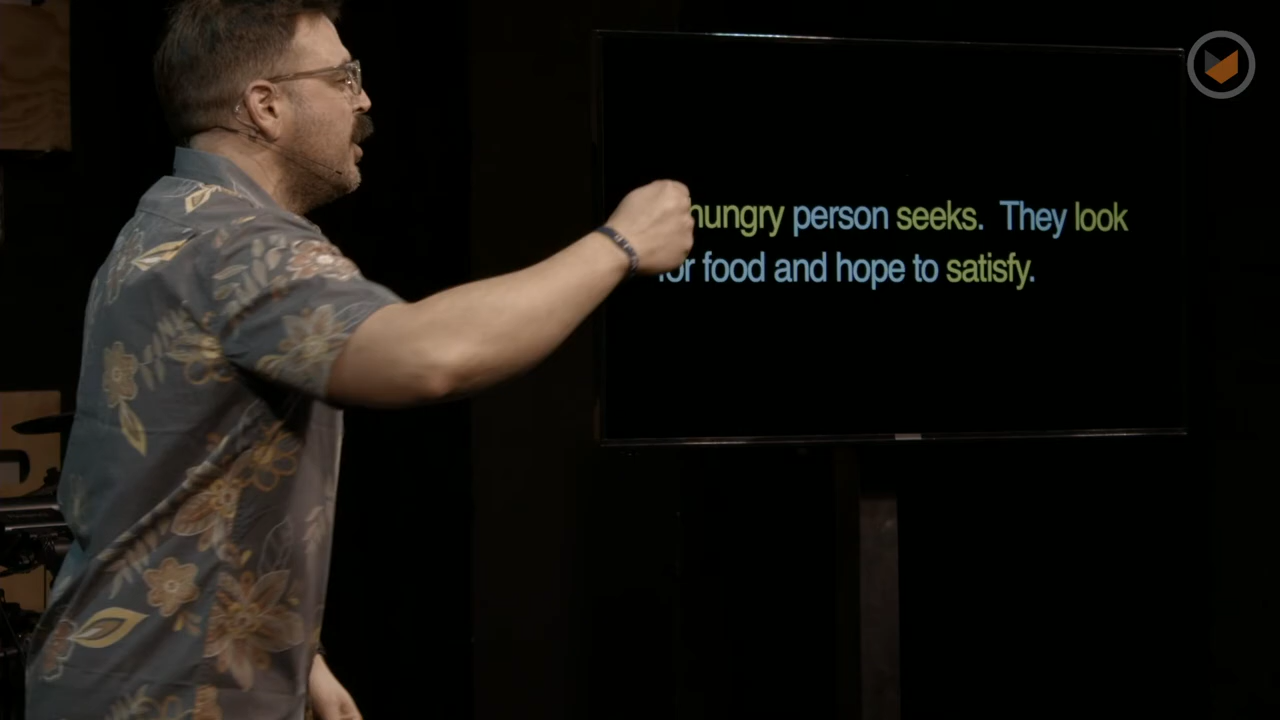 hungry person seeks. They look
for food and hope to satisfy.